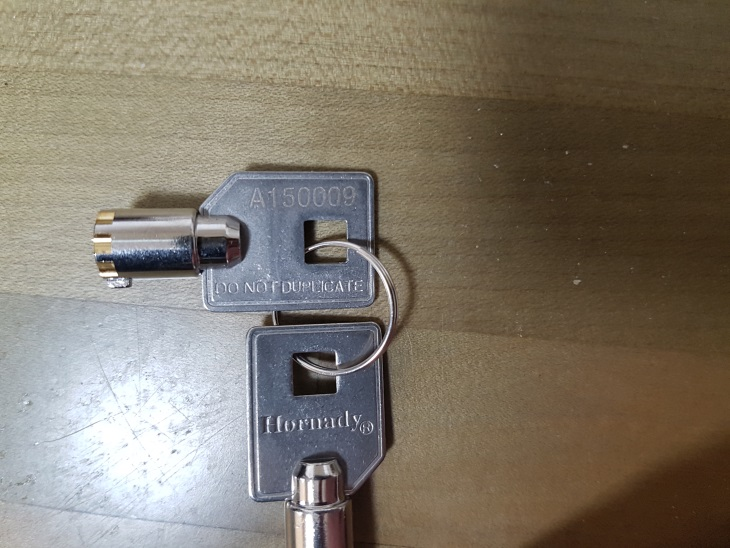 A150009
DO NOT DUPLICATE
Hornady®